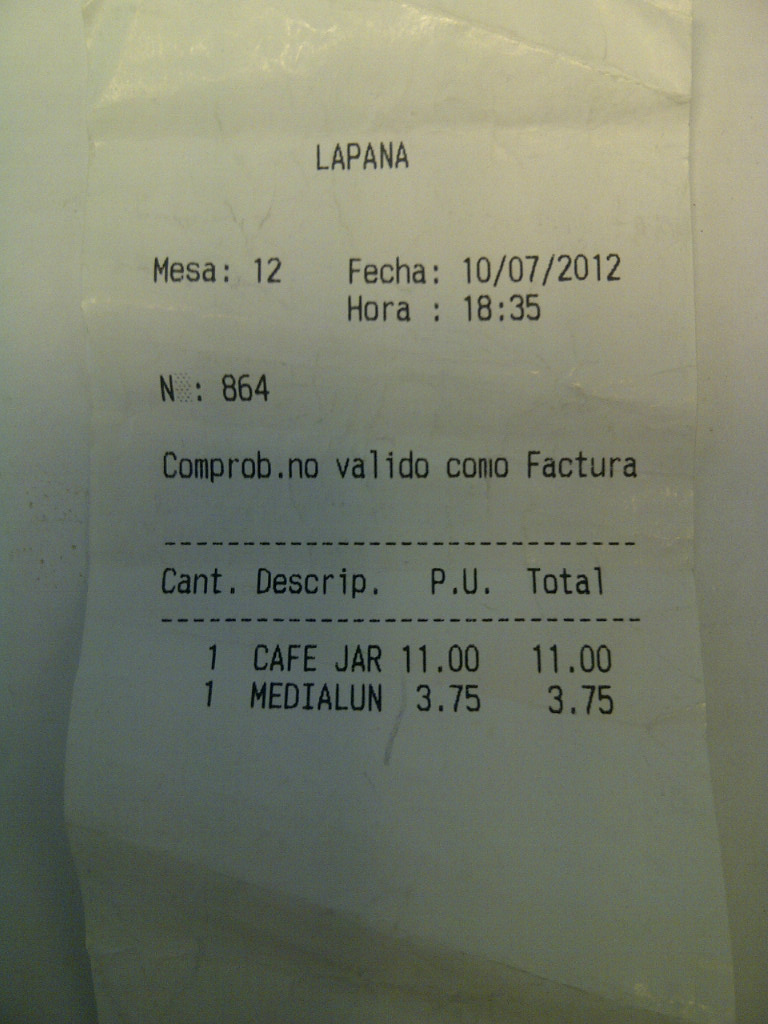 LAPANA
Mesa: 12 Fecha: 10/07/2012
Hora : 18:35
N : 864
Comprob.no valido como Factura
--------------------------------
Cant. Descrip. P.U. Total
--------------------------------
1 CAFE JAR 11.00 11.00
1 MEDIALUN 3.75 3.75